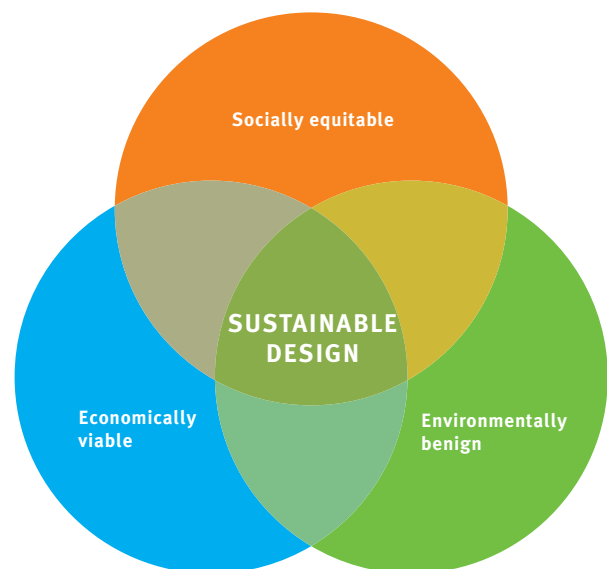 Socially equitable
SUSTAINABLE
DESIGN
Economically
viable
Environmentally
benign